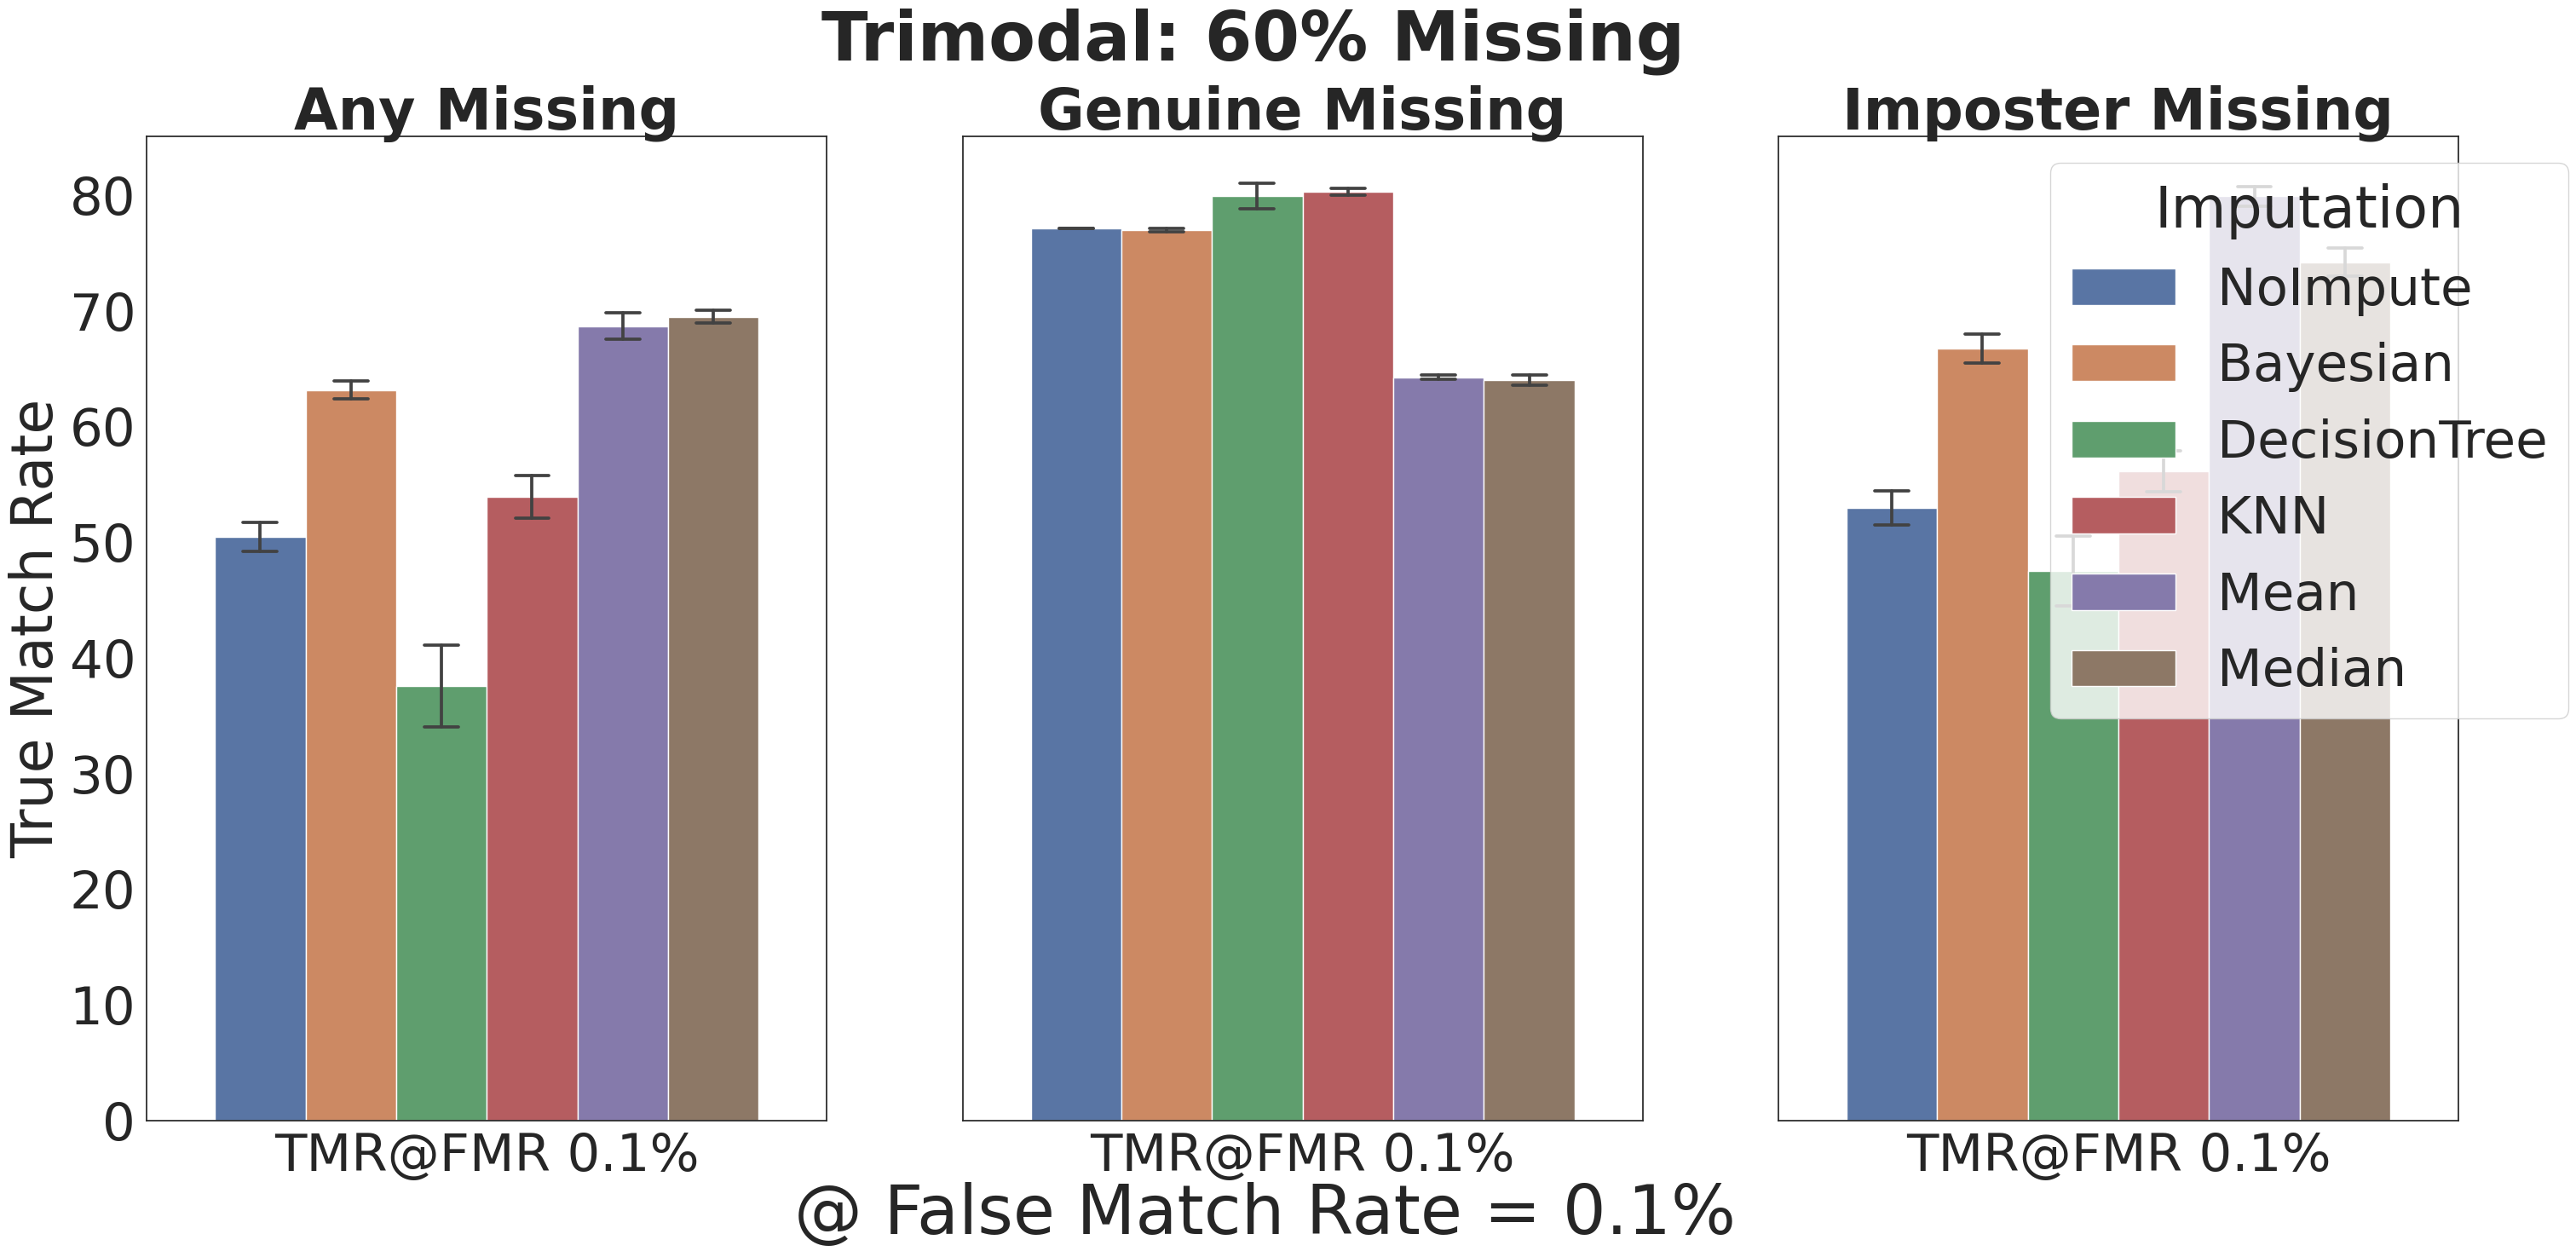 Trimodal: 60% Missing
Any Missing
Genuine Missing
Imposter Missing
True Match Rate
80
70
60
50
40
30
20
10
0
Imputation
NoImpute
Bayesian
DecisionTree
KNN
Mean
Median
TMR@FMR 0.1%
TMR@FMR 0.1%
TMR@FMR 0.1%
@ False Match Rate = 0.1%